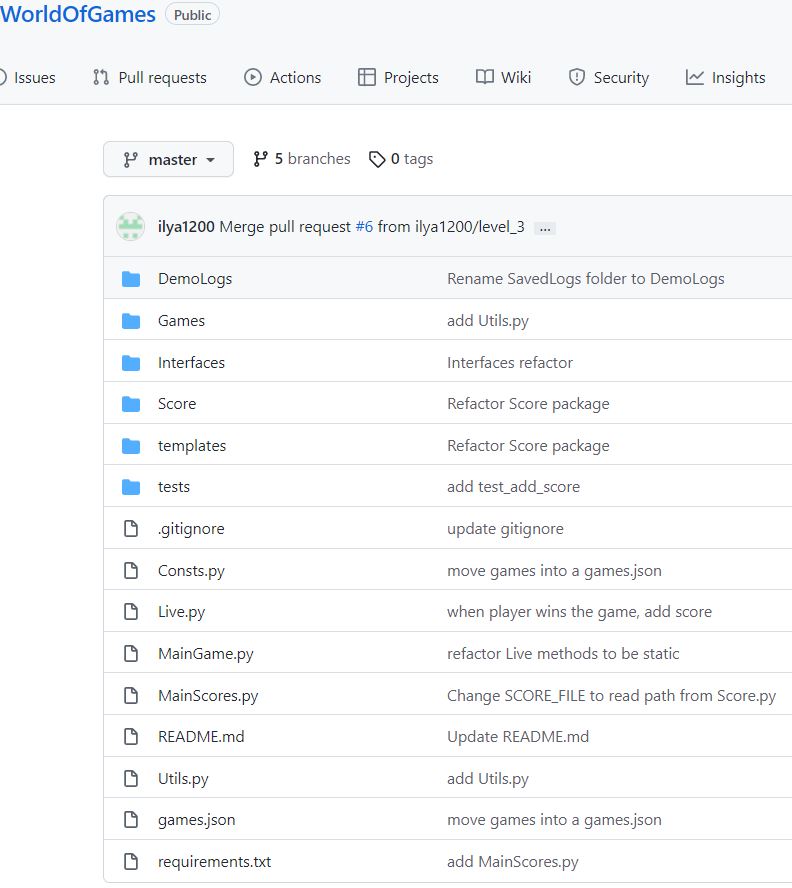 WorldOfGames Public
Issues Pull requests Actions Projects Wiki Security Insights
master 5 branches 0 tags
ilya1200 Merge pull request #6 from ilya1200/level_3 ...
DemoLogs Rename SavedLogs folder to DemoLogs
Games add Utils.py
Interfaces Interfaces refactor
Score Refactor Score package
templates Refactor Score package
tests add test_add_score
.gitignore update gitignore
Consts.py move games into a games.json
Live.py when player wins the game, add score
MainGame.py refactor Live methods to be static
MainScores.py Change SCORE_FILE to read path from Score.py
README.md Update README.md
Utils.py add Utils.py
games.json move games into a games.json
requirements.txt add MainScores.py